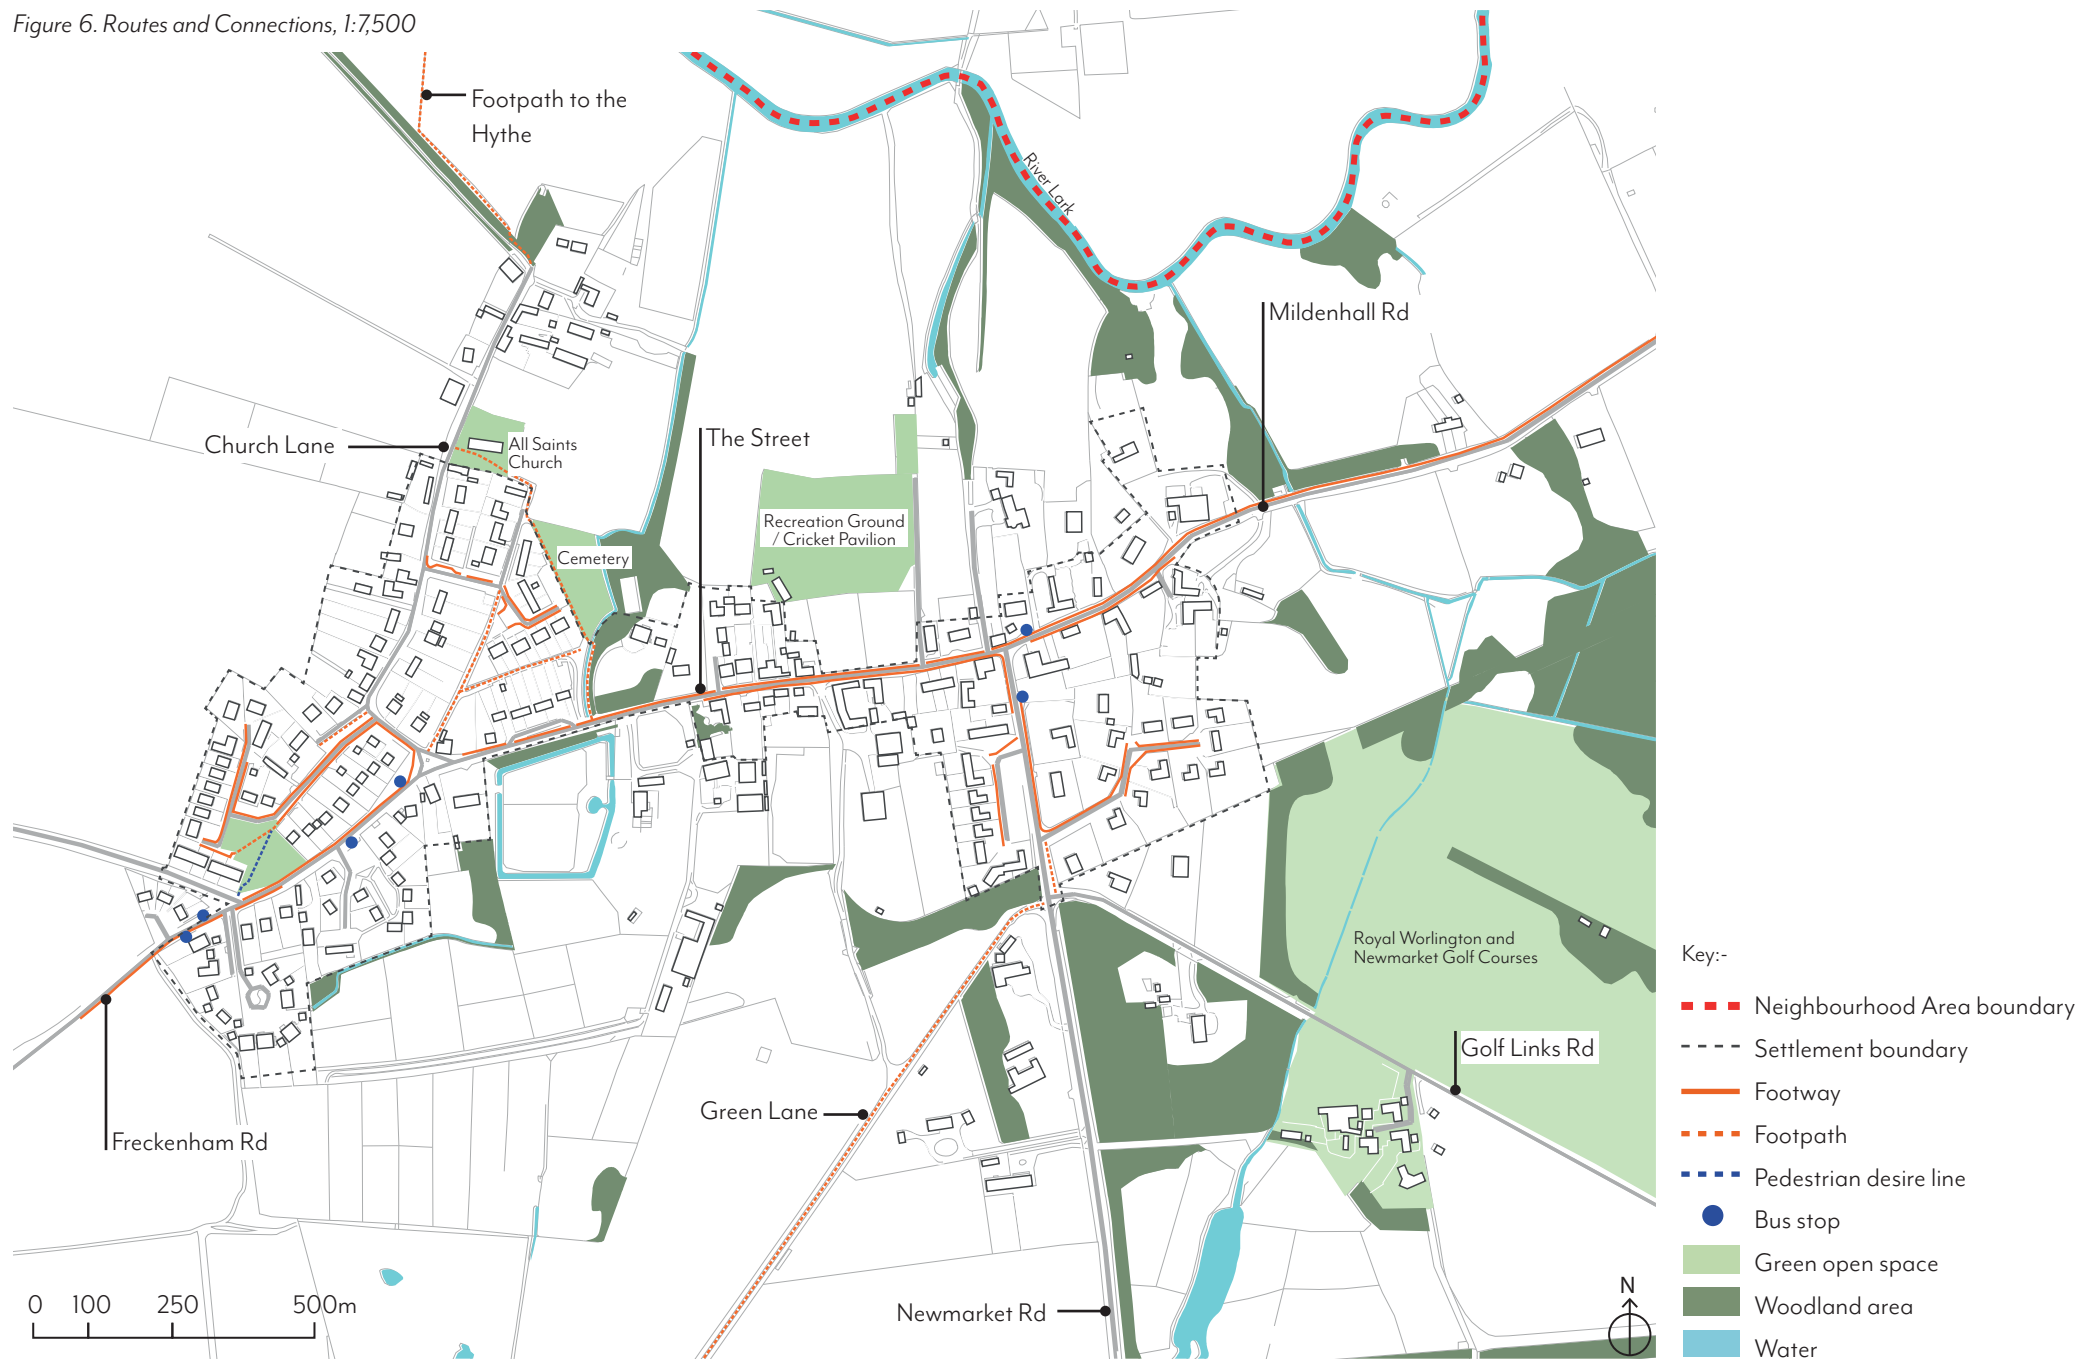 Figure 6. Routes and Connections, 1:7,500
Footpath to the
Hythe
River Lark
Mildenhall Rd
Church Lane
All Saints
Church
The Street
Recreation Ground
/ Cricket Pavilion
Cemetery
Royal Worlington and
Newmarket Golf Courses
Golf Links Rd
Green Lane
Freckenham Rd
Newmarket Rd
0 100 250 500m
N
Key:-
Neighbourhood Area boundary
Settlement boundary
Footway
Footpath
Pedestrian desire line
Bus stop
Green open space
Woodland area
Water